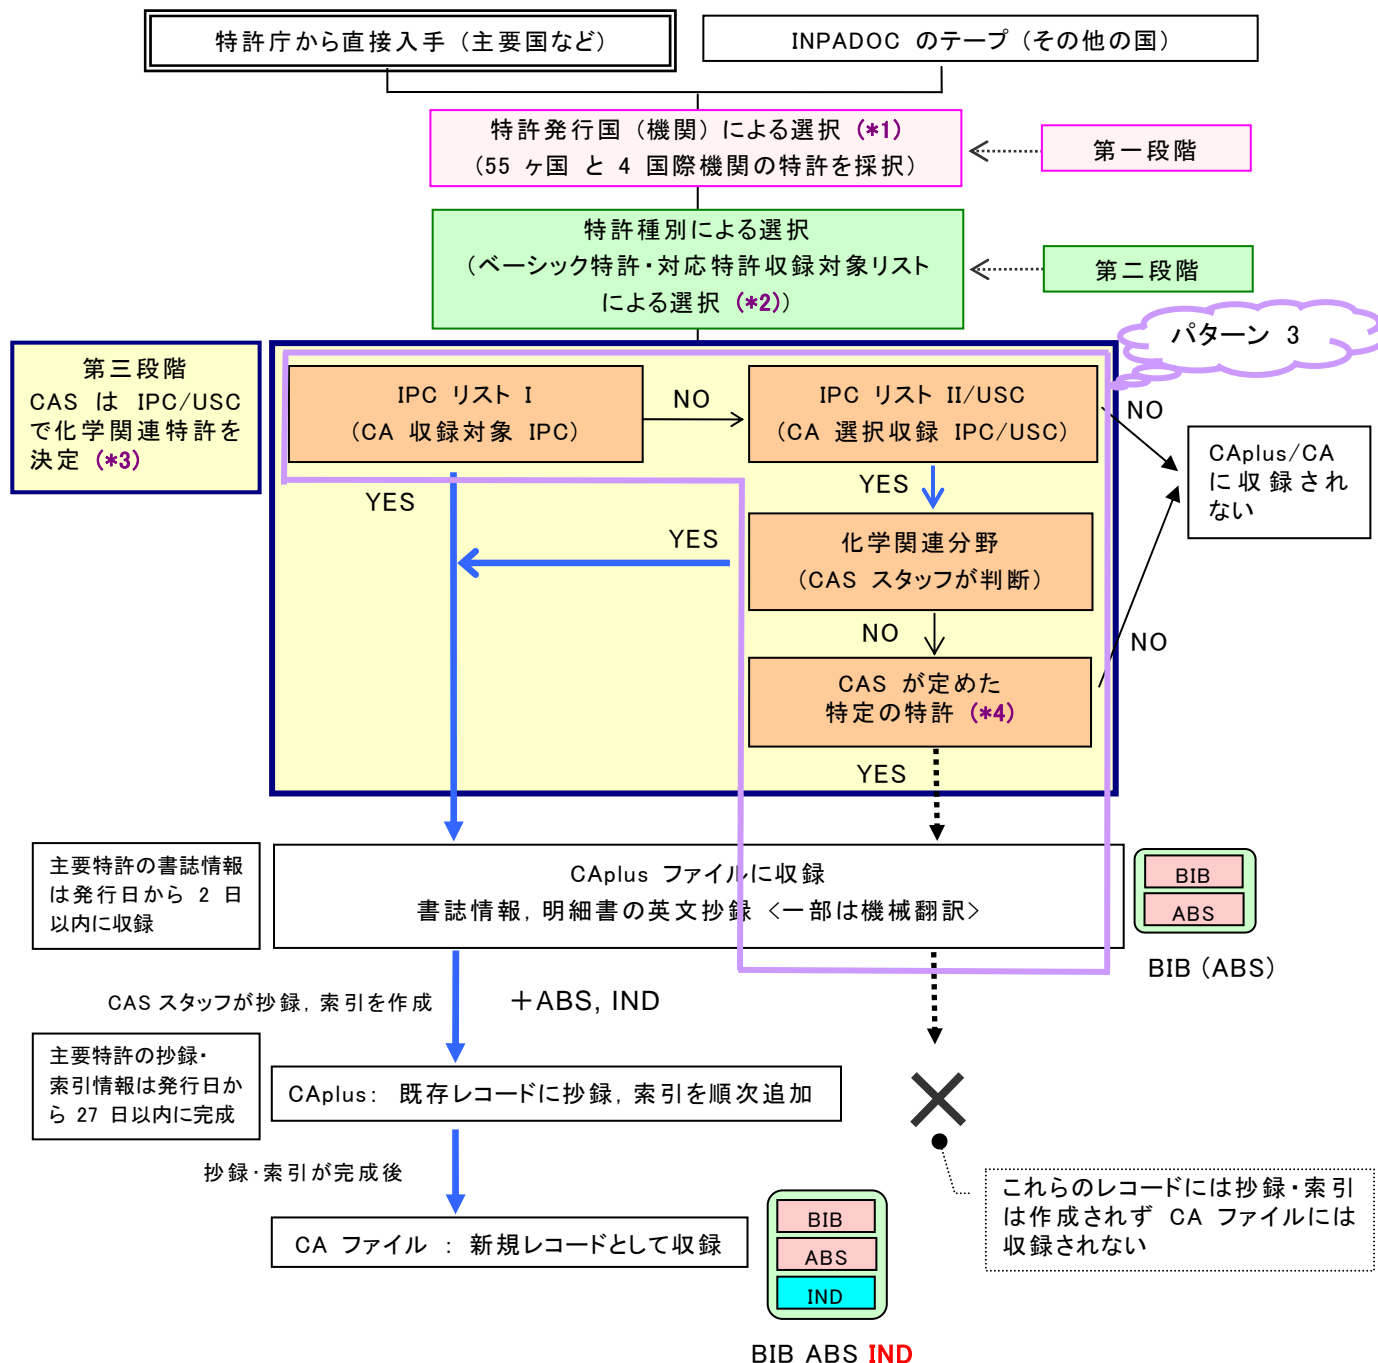 特許庁から直接入手 (主要国など)
INPADOC のテープ (その他の国)
特許発行国 (機関) による選択 (*1)
(55 ヶ国 と 4 国際機関の特許を採択)
第一段階
特許種別による選択
(ベーシック特許・対応特許収録対象リスト
による選択 (*2))
第二段階
パターン 3
第三段階
CAS は IPC/USC
で化学関連特許を
決定 (*3)
IPC リスト I
(CA 収録対象 IPC)
NO
IPC リスト II/USC
(CA 選択収録 IPC/USC)
NO
CAplus/CA
に収録され
ない
YES
YES
YES
化学関連分野
(CAS スタッフが判断)
NO
NO
CAS が定めた
特定の特許 (*4)
YES
主要特許の書誌情報
は発行日から 2 日
以内に収録
CAplus ファイルに収録
書誌情報, 明細書の英文抄録 <一部は機械翻訳>
BIB
ABS
BIB (ABS)
CAS スタッフが抄録, 索引を作成
+ABS, IND
主要特許の抄録・
索引情報は発行日か
ら 27 日以内に完成
CAplus: 既存レコードに抄録, 索引を順次追加
抄録・索引が完成後
これらのレコードには抄録・索引
は作成されず CA ファイルには
収録されない
CA ファイル : 新規レコードとして収録
BIB
ABS
IND
BIB ABS IND